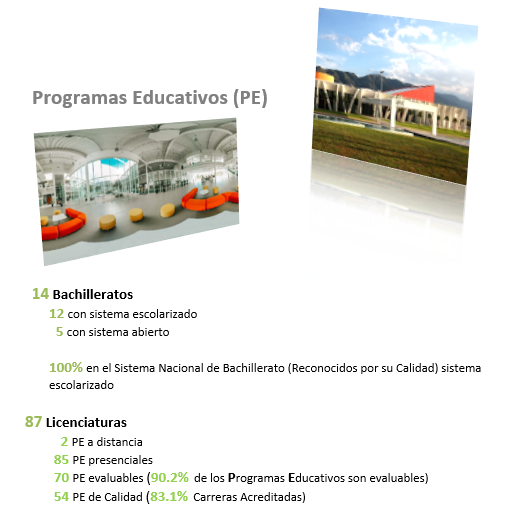 Programas Educativos (PE)
14 Bachilleratos
12 con sistema escolarizado
5 con sistema abierto
100% en el Sistema Nacional de Bachillerato (Reconocidos por su Calidad) sistema
escolarizado
87 Licenciaturas
2 PE a distancia
85 PE presenciales
70 PE evaluables (90.2% de los Programas Educativos son evaluables)
54 PE de Calidad (83.1% Carreras Acreditadas)